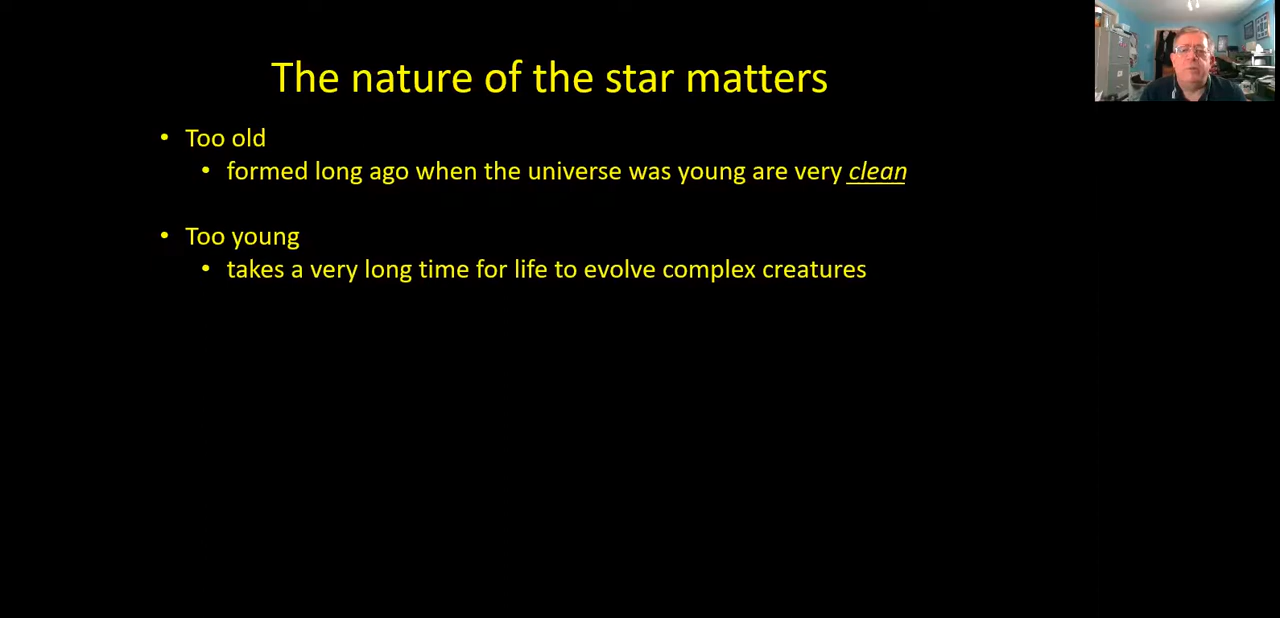 The nature of the star matters
• Too old
• formed long ago when the universe was young are very clean
• Too young
• takes a very long time for life to evolve complex creatures